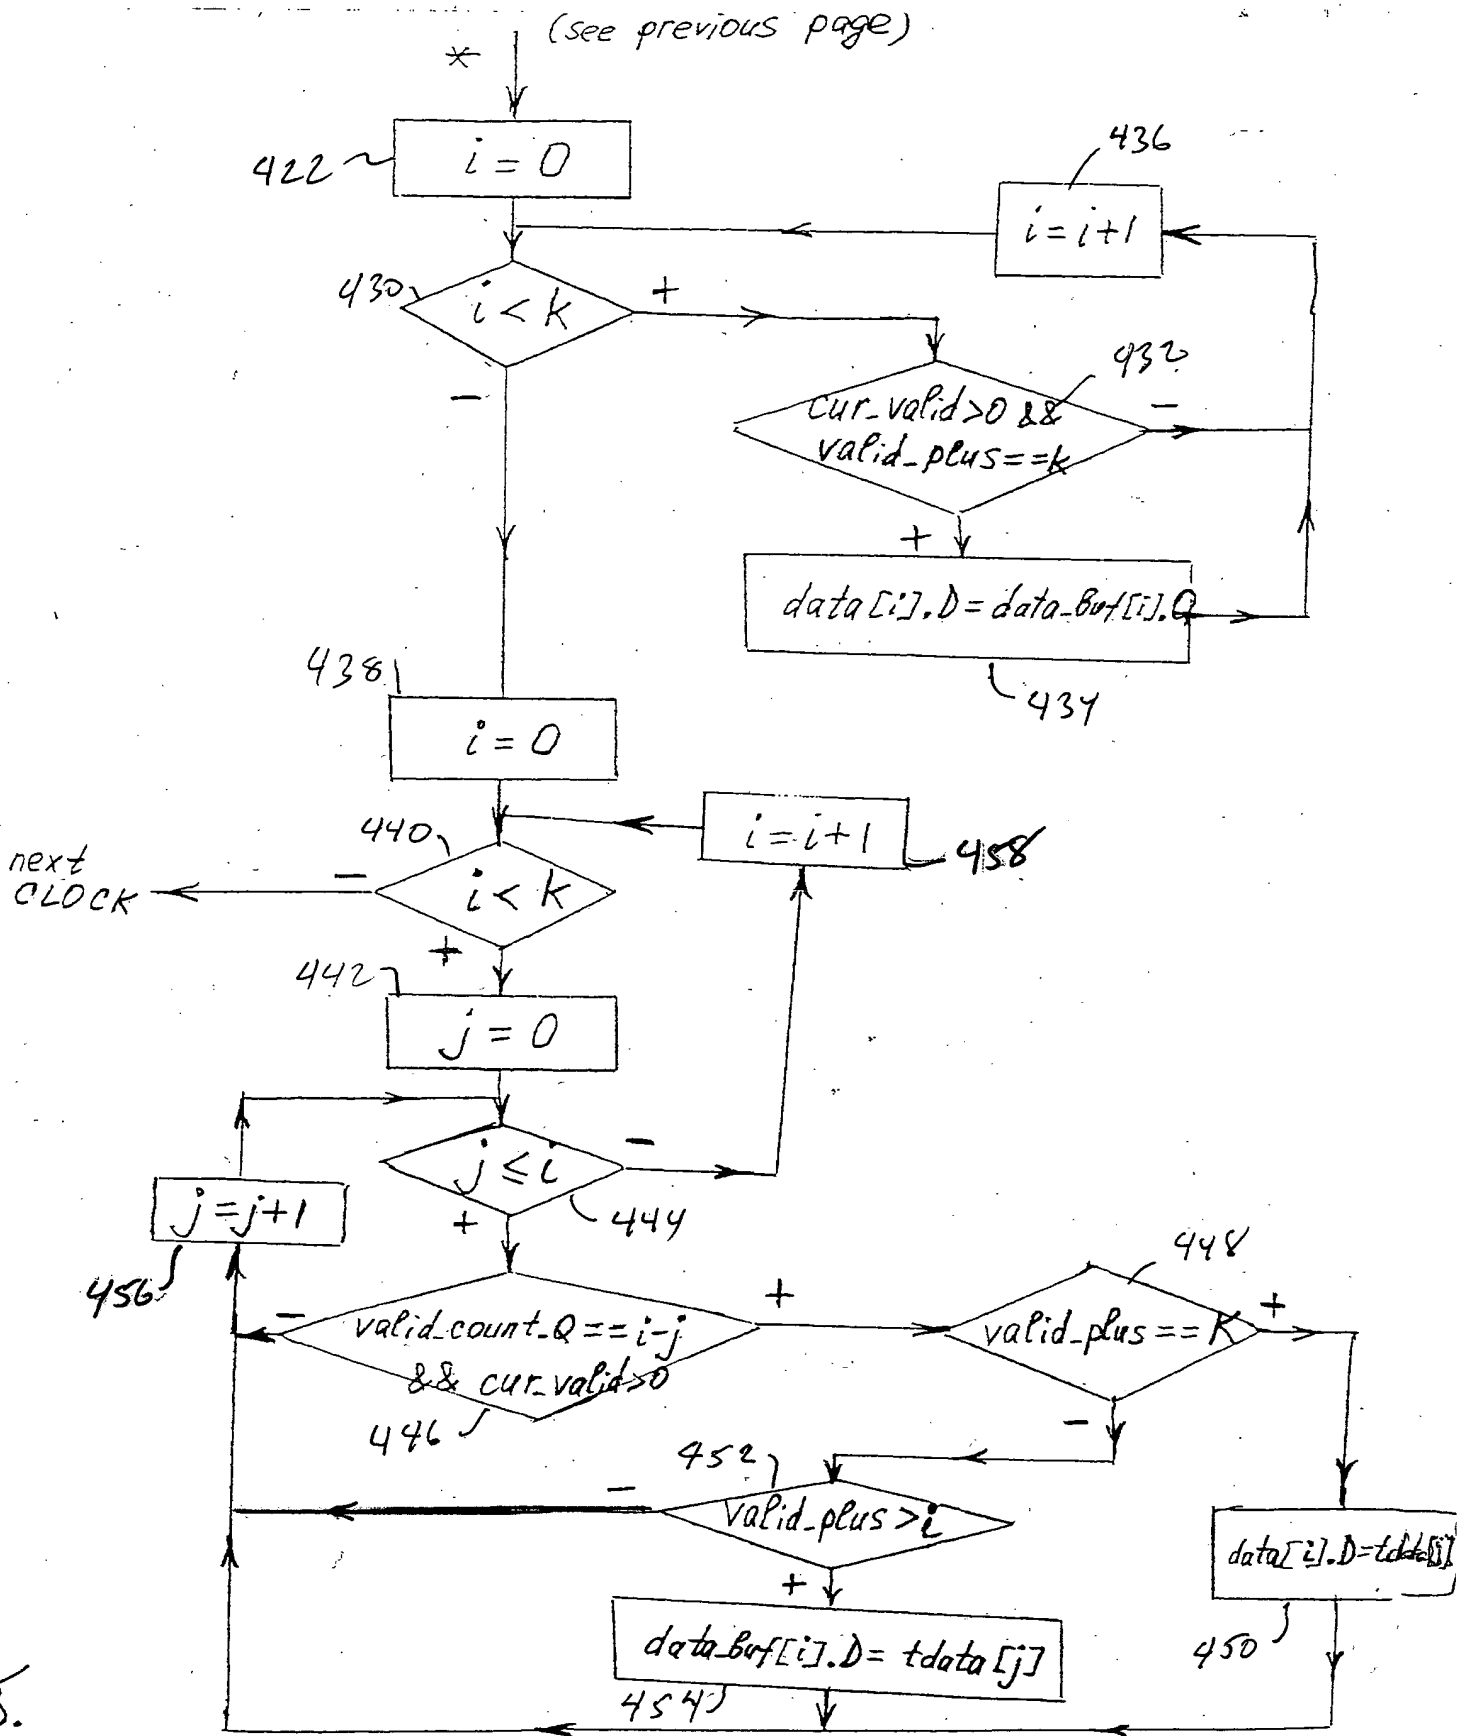 (see previous page)
*
i = 0
422
436
i = i+1
430
i < k
+
432
cur_valid>0 &&
valid_plus==k
-
-
+
data[i].D = data_Buf[i].Q
434
438
i = 0
i = i+1
458
440
next
CLOCK
-
i < k
+
442
j = 0
j ≤ i
-
444
+
j = j+1
456
448
-
valid_count_Q == i-j
&& cur_valid>0
+
446
valid_plus == K
+
-
452
-
valid_plus > i
+
data[i].D = tdata[j]
450
data_Buf[i].D = tdata[j]
454
5.